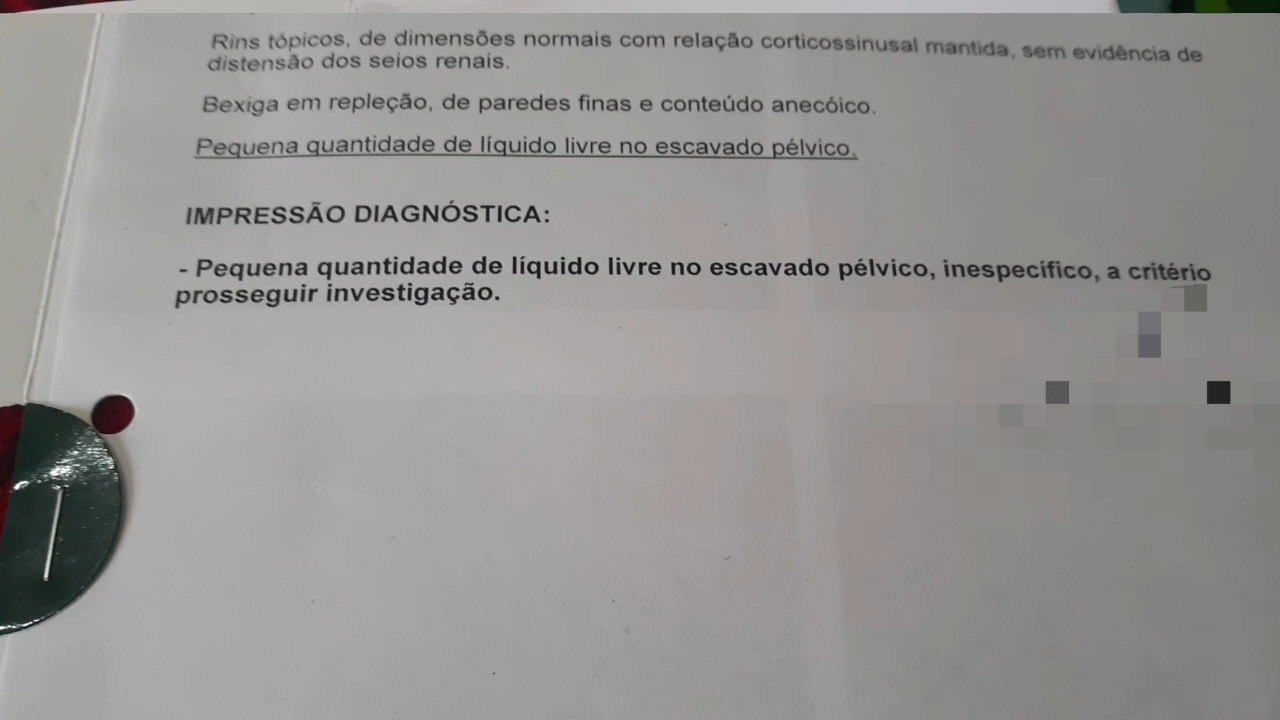 Rins tópicos, de dimensões normais com relação corticossinusal mantida, sem evidência de
distensão dos seios renais.
Bexiga em repleção, de paredes finas e conteúdo anecóico.
Pequena quantidade de líquido livre no escavado pélvico.
IMPRESSÃO DIAGNÓSTICA:
- Pequena quantidade de líquido livre no escavado pélvico, inespecífico, a critério
prosseguir investigação.